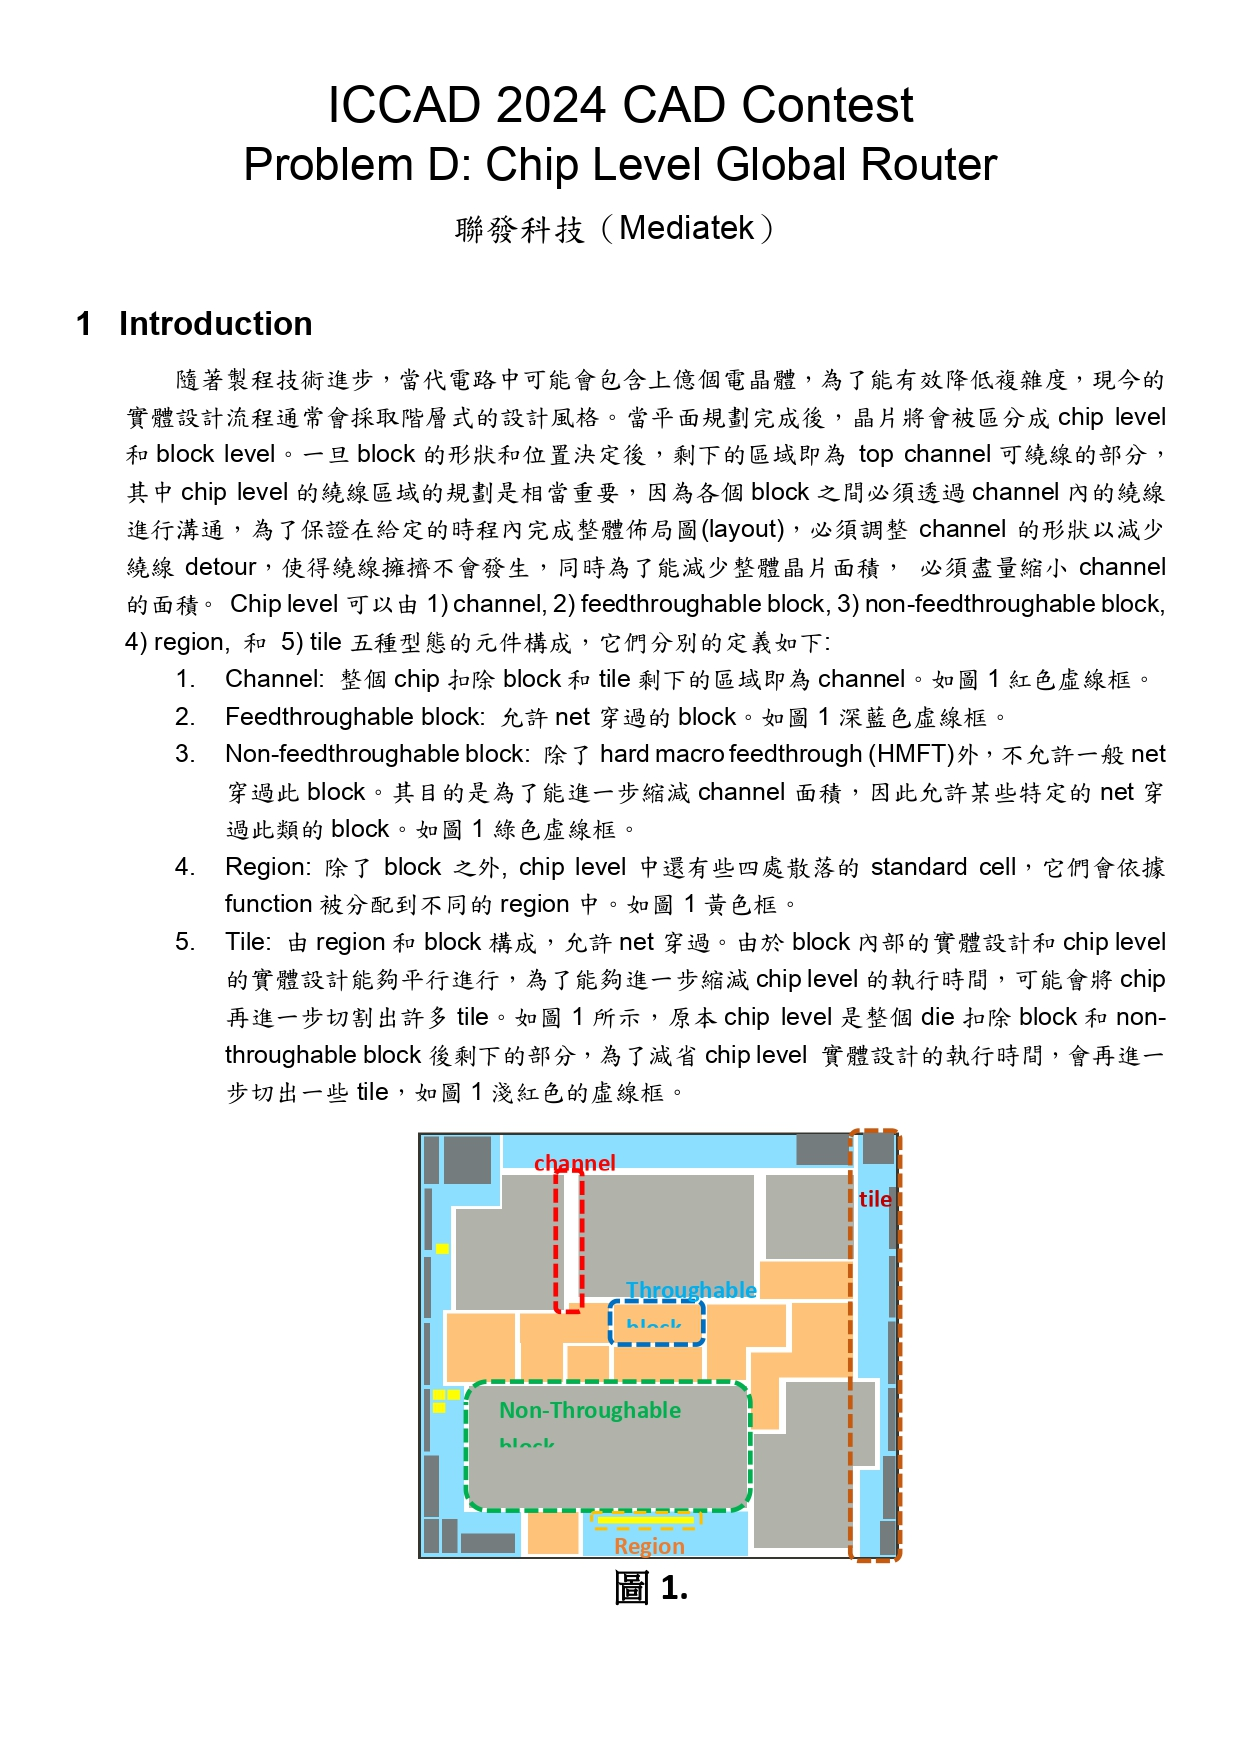 ICCAD 2024 CAD Contest
Problem D: Chip Level Global Router
聯發科技（Mediatek）
1 Introduction
隨著製程技術進步，當代電路中可能會包含上億個電晶體，為了能有效降低複雜度，現今的
實體設計流程通常會採取階層式的設計風格。當平面規劃完成後，晶片將會被區分成 chip level
和 block level。一旦 block 的形狀和位置決定後，剩下的區域即為 top channel 可繞線的部分，
其中 chip level 的繞線區域的規劃是相當重要，因為各個 block 之間必須透過 channel 內的繞線
進行溝通，為了保證在給定的時程內完成整體佈局圖(layout)，必須調整 channel 的形狀以減少
繞線 detour，使得繞線擁擠不會發生，同時為了能減少整體晶片面積， 必須盡量縮小 channel
的面積。 Chip level 可以由 1) channel, 2) feedthroughable block, 3) non-feedthroughable block,
4) region, 和 5) tile 五種型態的元件構成，它們分別的定義如下:
1. Channel: 整個 chip 扣除 block 和 tile 剩下的區域即為 channel。如圖 1 紅色虛線框。
2. Feedthroughable block: 允許 net 穿過的 block。如圖 1 深藍色虛線框。
3. Non-feedthroughable block: 除了 hard macro feedthrough (HMFT)外，不允許一般 net
穿過此 block。其目的是為了能進一步縮減 channel 面積，因此允許某些特定的 net 穿
過此類的 block。如圖 1 綠色虛線框。
4. Region: 除了 block 之外, chip level 中還有些四處散落的 standard cell，它們會依據
function 被分配到不同的 region 中。如圖 1 黃色框。
5. Tile: 由 region 和 block 構成，允許 net 穿過。由於 block 內部的實體設計和 chip level
的實體設計能夠平行進行，為了能夠進一步縮減 chip level 的執行時間，可能會將 chip
再進一步切割出許多 tile。如圖 1 所示，原本 chip level 是整個 die 扣除 block 和 non-
throughable block 後剩下的部分，為了減省 chip level 實體設計的執行時間，會再進一
步切出一些 tile，如圖 1 淺紅色的虛線框。
channel
tile
Throughable
block
Non-Throughable
block
Region
圖 1.